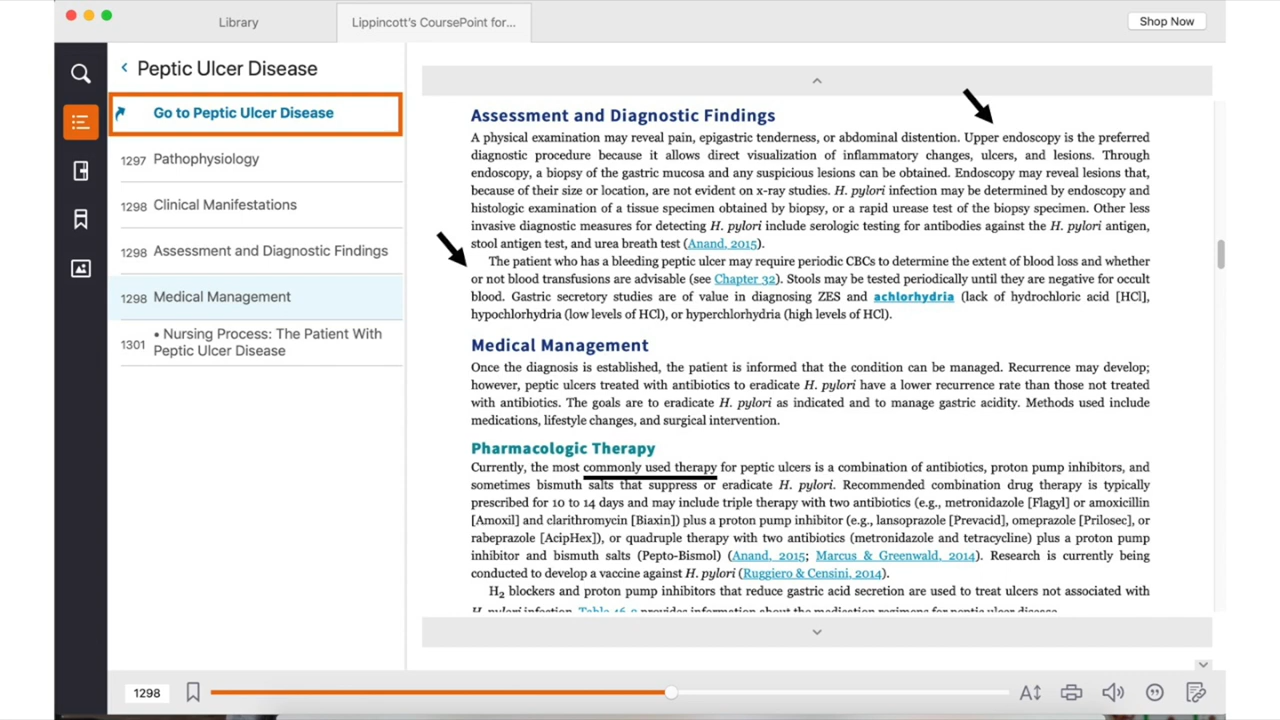 Library
Lippincott's CoursePoint for...
Shop Now
Peptic Ulcer Disease
Go to Peptic Ulcer Disease
1297 Pathophysiology
1298 Clinical Manifestations
1298 Assessment and Diagnostic Findings
1298 Medical Management
1301 • Nursing Process: The Patient With
Peptic Ulcer Disease
Assessment and Diagnostic Findings
A physical examination may reveal pain, epigastric tenderness, or abdominal distention. Upper endoscopy is the preferred
diagnostic procedure because it allows direct visualization of inflammatory changes, ulcers, and lesions. Through
endoscopy, a biopsy of the gastric mucosa and any suspicious lesions can be obtained. Endoscopy may reveal lesions that,
because of their size or location, are not evident on x-ray studies. H. pylori infection may be determined by endoscopy and
histologic examination of a tissue specimen obtained by biopsy, or a rapid urease test of the biopsy specimen. Other less
invasive diagnostic measures for detecting H. pylori include serologic testing for antibodies against the H. pylori antigen,
stool antigen test, and urea breath test (Anand, 2015).
The patient who has a bleeding peptic ulcer may require periodic CBCs to determine the extent of blood loss and whether
or not blood transfusions are advisable (see Chapter 32). Stools may be tested periodically until they are negative for occult
blood. Gastric secretory studies are of value in diagnosing ZES and achlorhydria (lack of hydrochloric acid [HCl],
hypochlorhydria (low levels of HCl), or hyperchlorhydria (high levels of HCl).
Medical Management
Once the diagnosis is established, the patient is informed that the condition can be managed. Recurrence may develop;
however, peptic ulcers treated with antibiotics to eradicate H. pylori have a lower recurrence rate than those not treated
with antibiotics. The goals are to eradicate H. pylori as indicated and to manage gastric acidity. Methods used include
medications, lifestyle changes, and surgical intervention.
Pharmacologic Therapy
Currently, the most commonly used therapy for peptic ulcers is a combination of antibiotics, proton pump inhibitors, and
sometimes bismuth salts that suppress or eradicate H. pylori. Recommended combination drug therapy is typically
prescribed for 10 to 14 days and may include triple therapy with two antibiotics (e.g., metronidazole [Flagyl] or amoxicillin
[Amoxil] and clarithromycin [Biaxin]) plus a proton pump inhibitor (e.g., lansoprazole [Prevacid], omeprazole [Prilosec], or
rabeprazole [AcipHex]), or quadruple therapy with two antibiotics (metronidazole and tetracycline) plus a proton pump
inhibitor and bismuth salts (Pepto-Bismol) (Anand, 2015; Marcus & Greenwald, 2014). Research is currently being
conducted to develop a vaccine against H. pylori (Ruggiero & Censini, 2014).
H2 blockers and proton pump inhibitors that reduce gastric acid secretion are used to treat ulcers not associated with
H. pylori infection. Table 46-2 provides information about the medication regimens for peptic ulcer disease.
1298